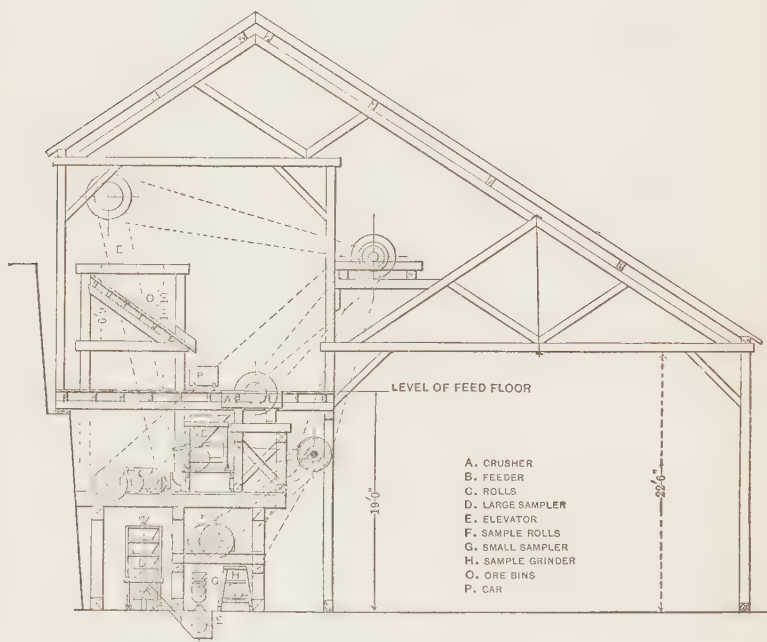 E
O
P
A
LEVEL OF FEED FLOOR
19'-0"
22'-6"
A. CRUSHER
B. FEEDER
C. ROLLS
D. LARGE SAMPLER
E. ELEVATOR
F. SAMPLE ROLLS
G. SMALL SAMPLER
H. SAMPLE GRINDER
O. ORE BINS
P. CAR
C
D
G
H